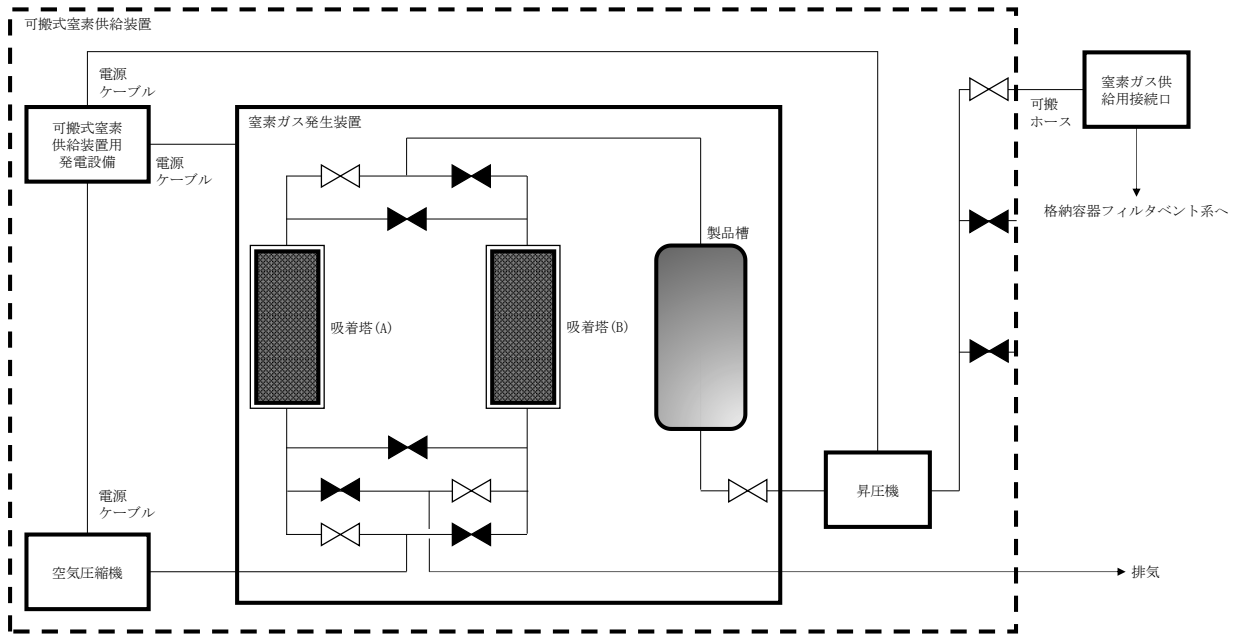 可搬式窒素供給装置
電源
ケーブル
可搬式窒素
供給装置用
発電設備
電源
ケーブル
窒素ガス発生装置
窒素ガス供
給用接続口
可搬
ホース
格納容器フィルタベント系へ
製品槽
吸着塔(A)
吸着塔(B)
電源
ケーブル
昇圧機
空気圧縮機
排気